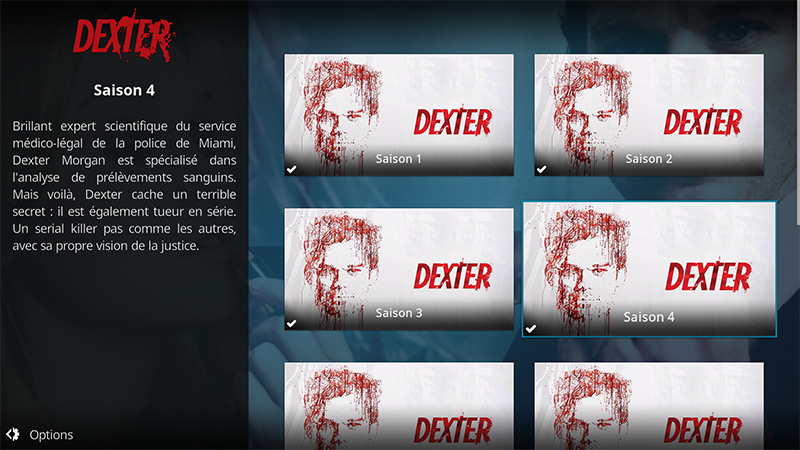 DEXTER
Saison 4
Brillant expert scientifique du service
médico-légal de la police de Miami,
Dexter Morgan est spécialisé dans
l'analyse de prélèvements sanguins.
Mais voilà, Dexter cache un terrible
secret : il est également tueur en série.
Un serial killer pas comme les autres,
avec sa propre vision de la justice.
Options
DEXTER
Saison 1
DEXTER
Saison 2
DEXTER
Saison 3
DEXTER
Saison 4
DEXTER
DEXTER